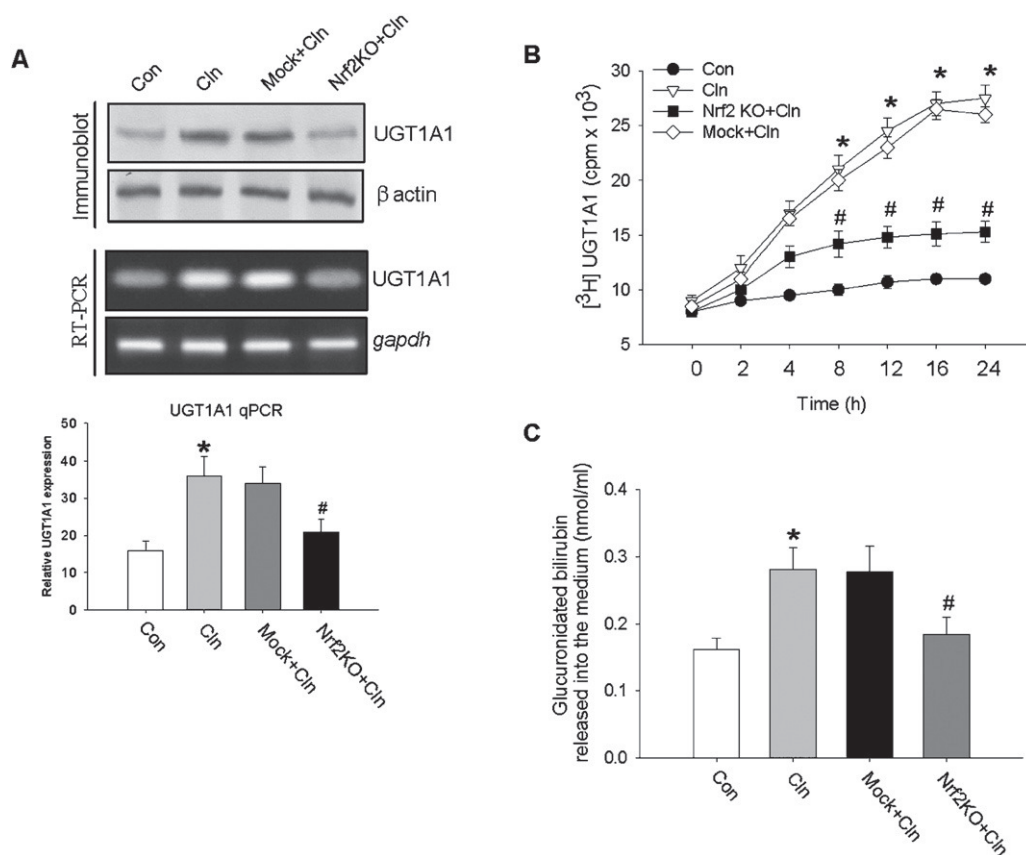 A
Con
Cln
Mock+Cln
Nrf2KO+Cln
Immunoblot
UGT1A1
β actin
RT-PCR
UGT1A1
gapdh
UGT1A1 qPCR
Relative UGT1A1 expression
50
40
30
20
10
0
*
#
Con
Cln
Mock+Cln
Nrf2KO+Cln
B
Con
Cln
Nrf2 KO+Cln
Mock+Cln
[³H] UGT1A1 (cpm x 10³)
30
25
20
15
10
5
* * * *
# # # #
0 2 4 8 12 16 24
Time (h)
C
Glucuronidated bilirubin
released into the medium (nmol/ml)
0.4
0.3
0.2
0.1
0.0
*
#
Con
Cln
Mock+Cln
Nrf2KO+Cln